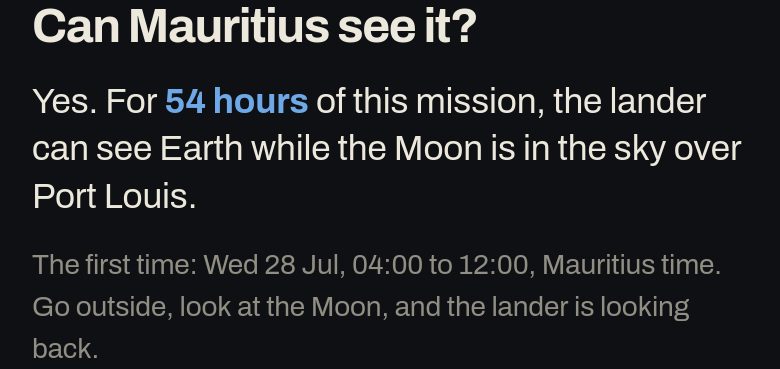 Can Mauritius see it?
Yes. For 54 hours of this mission, the lander
can see Earth while the Moon is in the sky over
Port Louis.
The first time: Wed 28 Jul, 04:00 to 12:00, Mauritius time.
Go outside, look at the Moon, and the lander is looking
back.